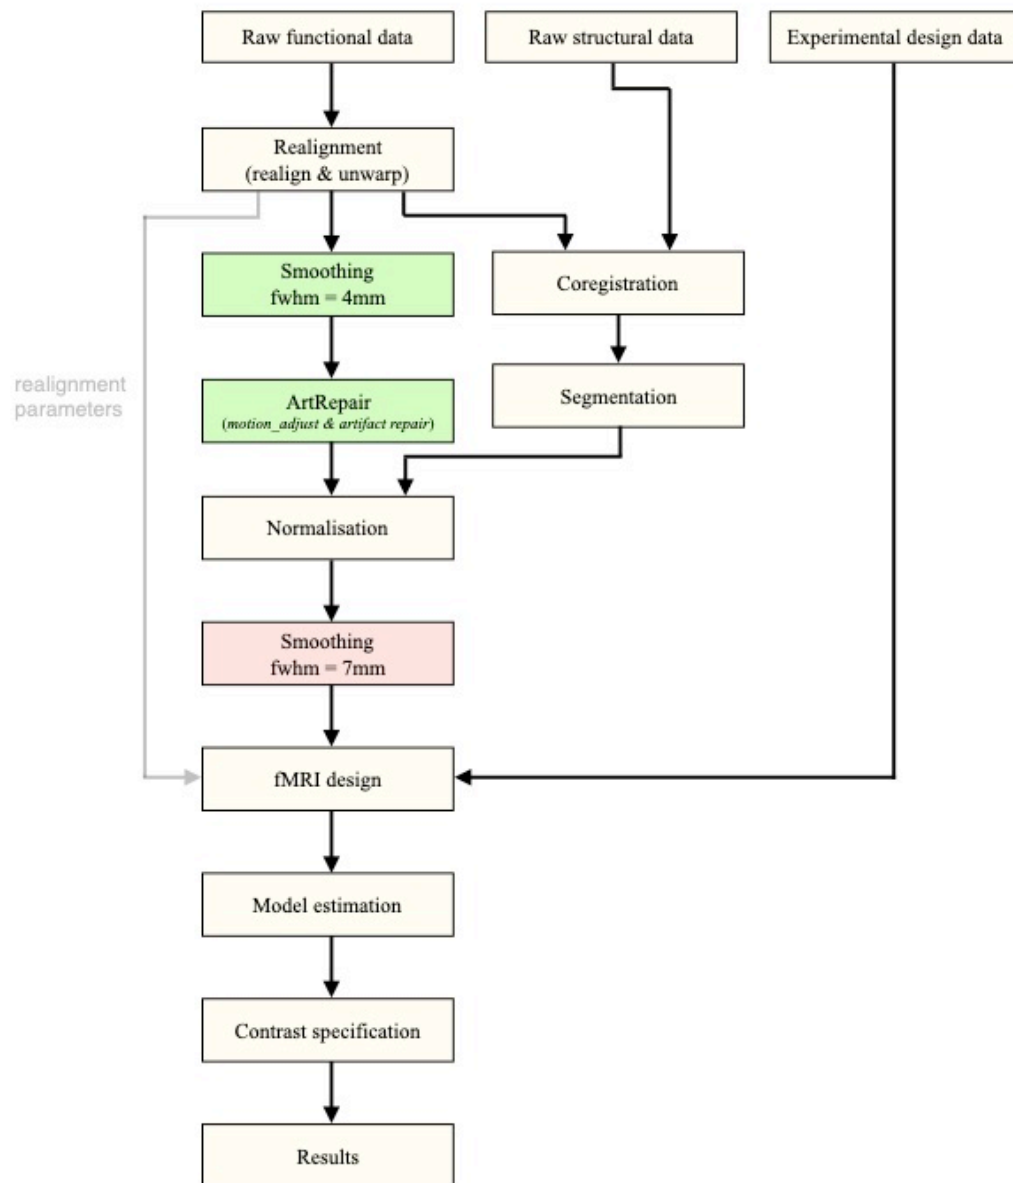 Raw functional data
Raw structural data
Experimental design data
Realignment
(realign & unwarp)
Smoothing
fwhm = 4mm
Coregistration
realignment
parameters
ArtRepair
(motion_adjust & artifact repair)
Segmentation
Normalisation
Smoothing
fwhm = 7mm
fMRI design
Model estimation
Contrast specification
Results